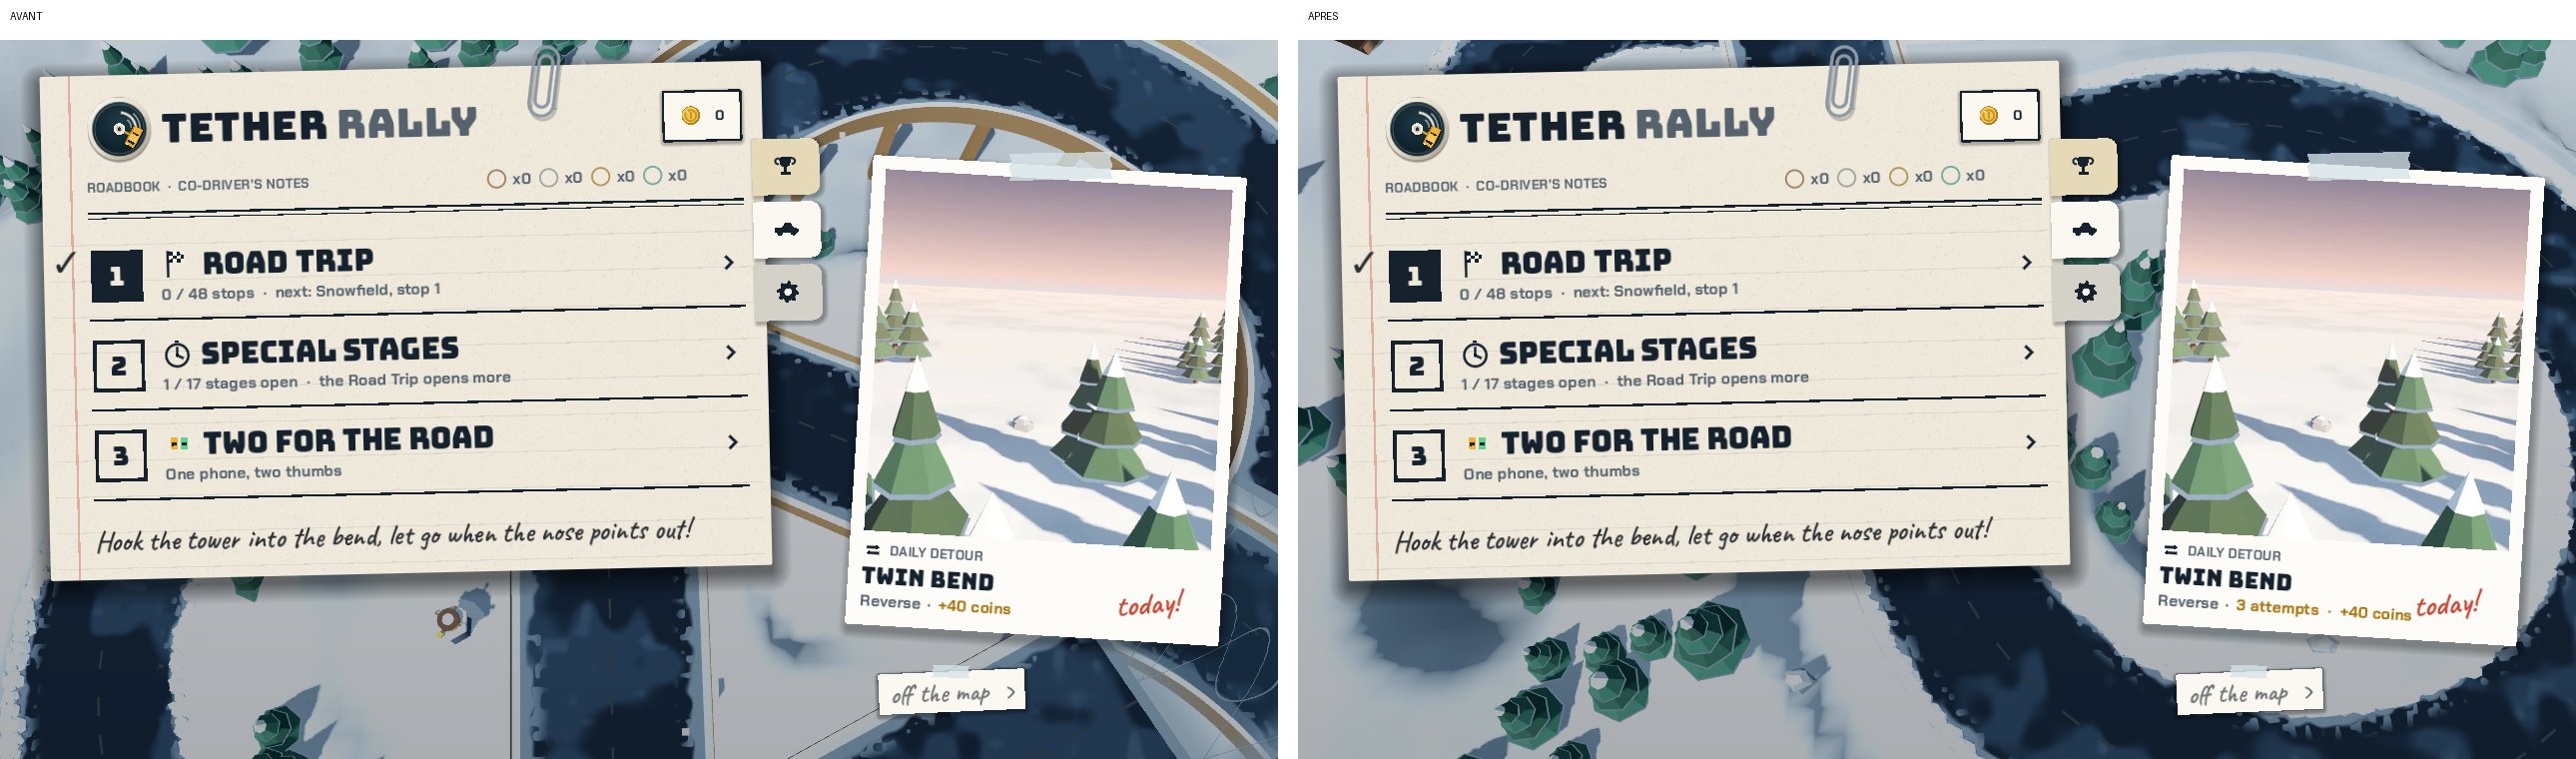 AVANT
TETHER RALLY
0
ROADBOOK · CO-DRIVER'S NOTES
x0 x0 x0 x0
✓ 1 ROAD TRIP >
0 / 48 stops · next: Snowfield, stop 1
2 SPECIAL STAGES >
1 / 17 stages open · the Road Trip opens more
3 TWO FOR THE ROAD >
One phone, two thumbs
Hook the tower into the bend, let go when the nose points out!
DAILY DETOUR
TWIN BEND
Reverse · +40 coins
today!
off the map >
APRES
TETHER RALLY
0
ROADBOOK · CO-DRIVER'S NOTES
x0 x0 x0 x0
✓ 1 ROAD TRIP >
0 / 48 stops · next: Snowfield, stop 1
2 SPECIAL STAGES >
1 / 17 stages open · the Road Trip opens more
3 TWO FOR THE ROAD >
One phone, two thumbs
Hook the tower into the bend, let go when the nose points out!
DAILY DETOUR
TWIN BEND
Reverse · 3 attempts · +40 coins
today!
off the map >